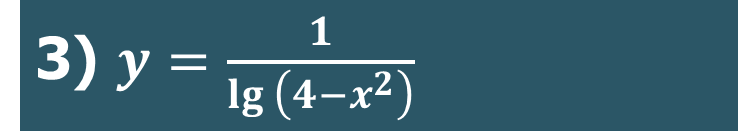 3) y = 1 / lg (4−x²)